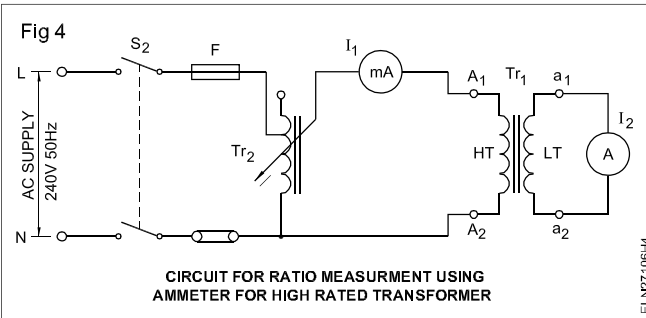 Fig 4
S2
F
I1
mA
L
A1
Tr1
a1
I2
AC SUPPLY
240V 50Hz
Tr2
HT
LT
A
N
A2
a2
CIRCUIT FOR RATIO MEASURMENT USING
AMMETER FOR HIGH RATED TRANSFORMER
ELN27106H4